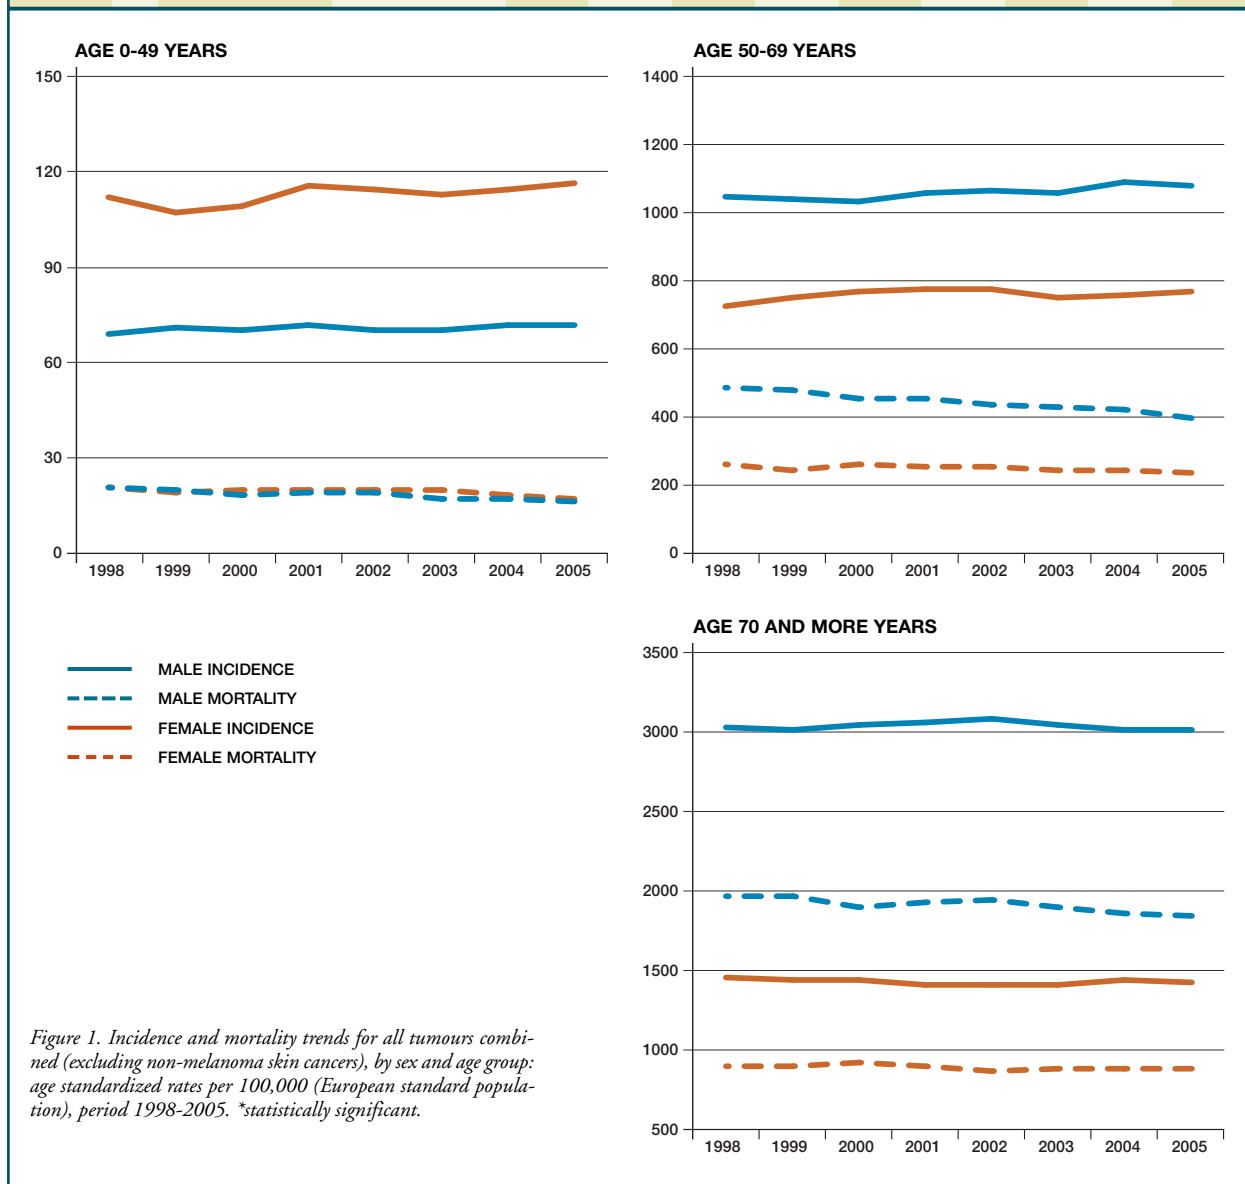 AGE 0-49 YEARS
150
120
90
60
30
0
1998 1999 2000 2001 2002 2003 2004 2005
AGE 50-69 YEARS
1400
1200
1000
800
600
400
200
0
1998 1999 2000 2001 2002 2003 2004 2005
MALE INCIDENCE
MALE MORTALITY
FEMALE INCIDENCE
FEMALE MORTALITY
AGE 70 AND MORE YEARS
3500
3000
2500
2000
1500
1000
500
1998 1999 2000 2001 2002 2003 2004 2005
Figure 1. Incidence and mortality trends for all tumours combi-
ned (excluding non-melanoma skin cancers), by sex and age group:
age standardized rates per 100,000 (European standard popula-
tion), period 1998-2005. *statistically significant.